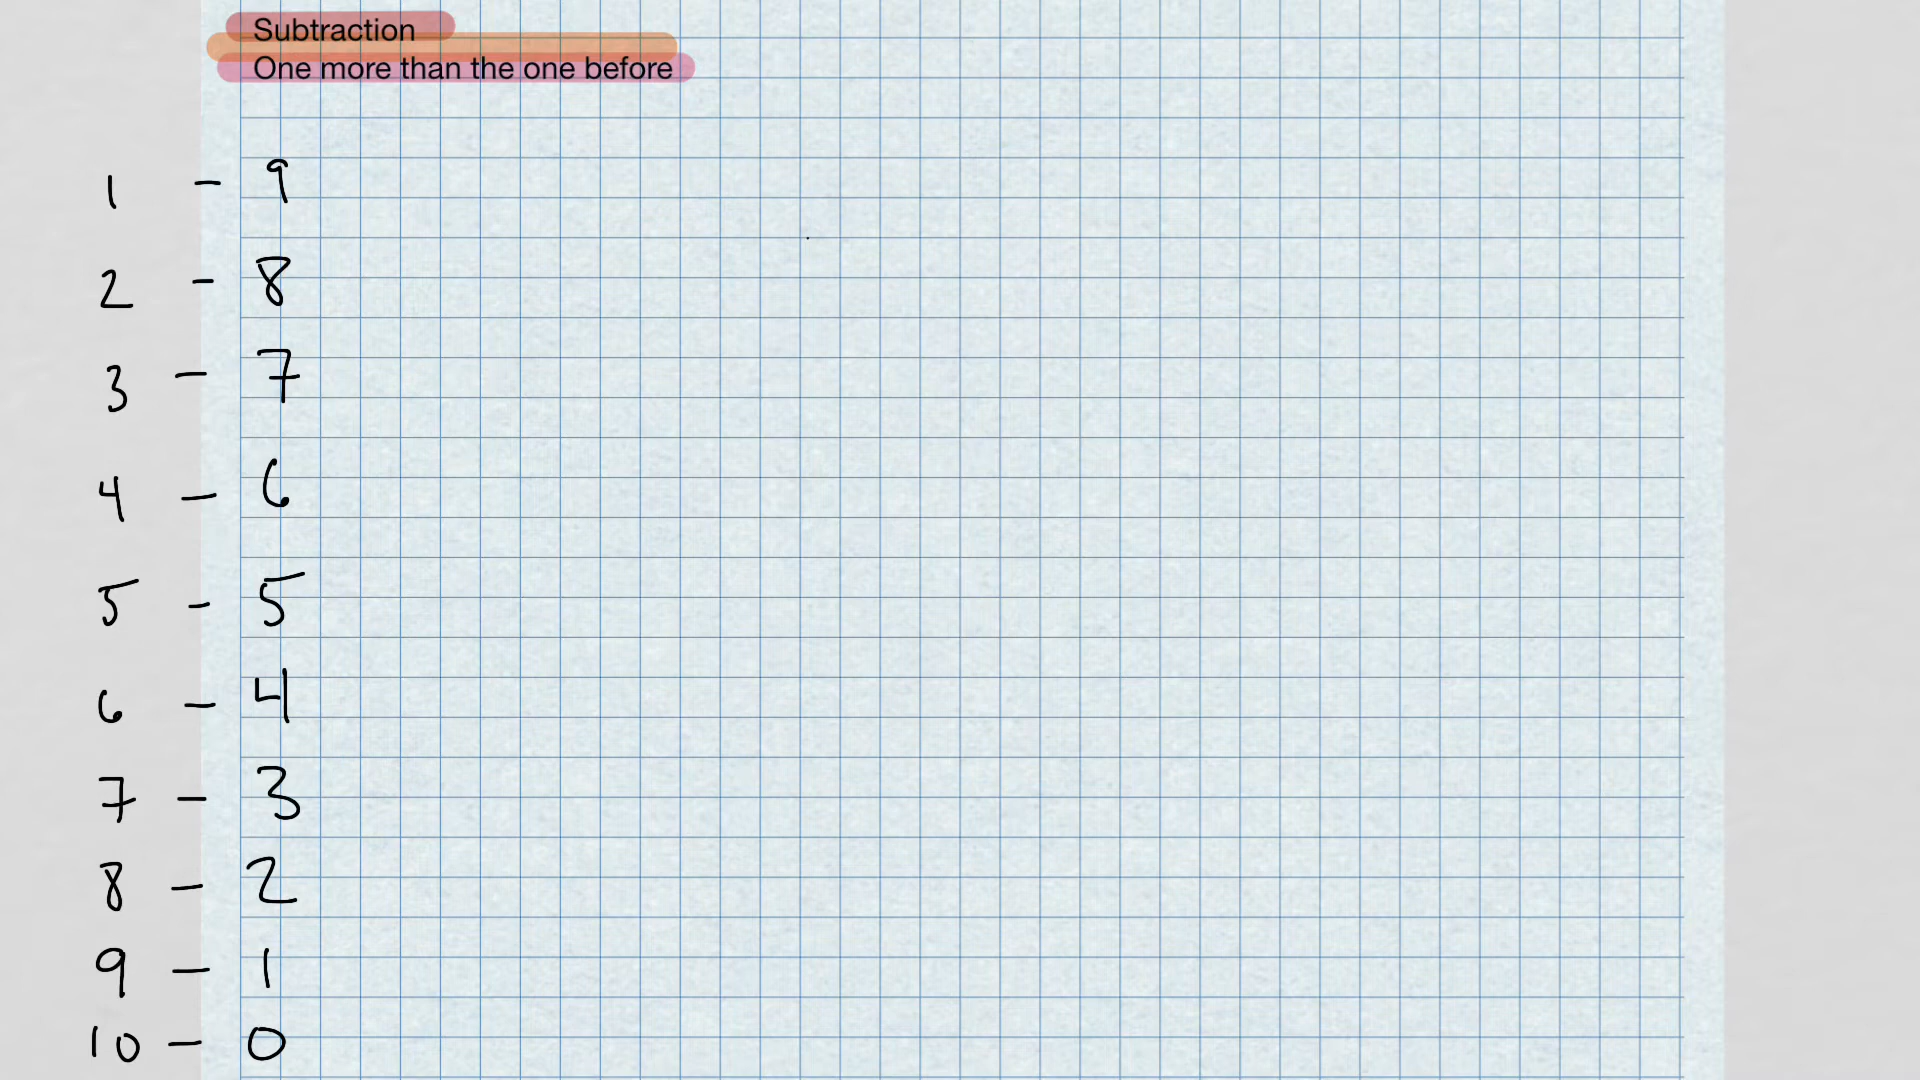 Subtraction
One more than the one before
1 - 9
2 - 8
3 - 7
4 - 6
5 - 5
6 - 4
7 - 3
8 - 2
9 - 1
10 - 0